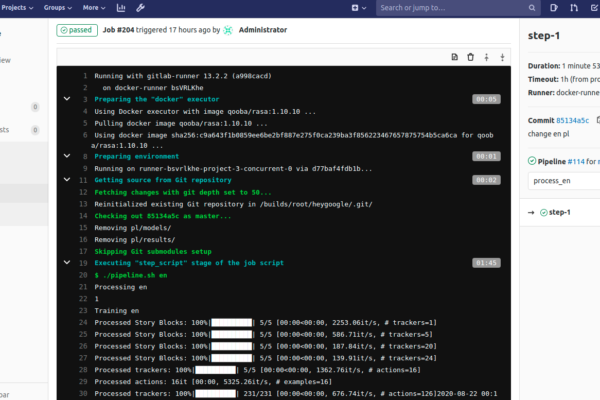 Projects Groups More Search or jump to...
passed Job #204 triggered 17 hours ago by Administrator
step-1
Duration: 1 minute 53
Timeout: 1h (from pro
Runner: docker-runne
Commit 85134a5c
change en pl
Pipeline #114 for
process_en
→ step-1
1 Running with gitlab-runner 13.2.2 (a998cacd)
2 on docker-runner bsVRLKhe
3 Preparing the "docker" executor 00:05
4 Using Docker executor with image qooba/rasa:1.10.10 ...
5 Pulling docker image qooba/rasa:1.10.10 ...
6 Using docker image sha256:c9a643f1b0859ee6be2bf887e275f0ca239ba3f856223467657875754b5ca6ca for qoob
a/rasa:1.10.10 ...
8 Preparing environment 00:01
9 Running on runner-bsvrlkhe-project-3-concurrent-0 via d77baf4fdb1b...
11 Getting source from Git repository 00:02
12 Fetching changes with git depth set to 50...
13 Reinitialized existing Git repository in /builds/root/heygoogle/.git/
14 Checking out 85134a5c as master...
15 Removing pl/models/
16 Removing pl/results/
17 Skipping Git submodules setup
19 Executing "step_script" stage of the job script 01:45
20 $ ./pipeline.sh en
21 Processing en
22 1
23 Training en
24 Processed Story Blocks: 100%|██████████| 5/5 [00:00<00:00, 2253.06it/s, # trackers=1]
25 Processed Story Blocks: 100%|██████████| 5/5 [00:00<00:00, 586.71it/s, # trackers=5]
26 Processed Story Blocks: 100%|██████████| 5/5 [00:00<00:00, 187.84it/s, # trackers=20]
27 Processed Story Blocks: 100%|██████████| 5/5 [00:00<00:00, 139.91it/s, # trackers=24]
28 Processed trackers: 100%|██████████| 5/5 [00:00<00:00, 1362.76it/s, # actions=16]
29 Processed actions: 16it [00:00, 5325.26it/s, # examples=16]
30 Processed trackers: 100%|██████████| 231/231 [00:00<00:00, 676.74it/s, # actions=126]2020-08-22 00:1